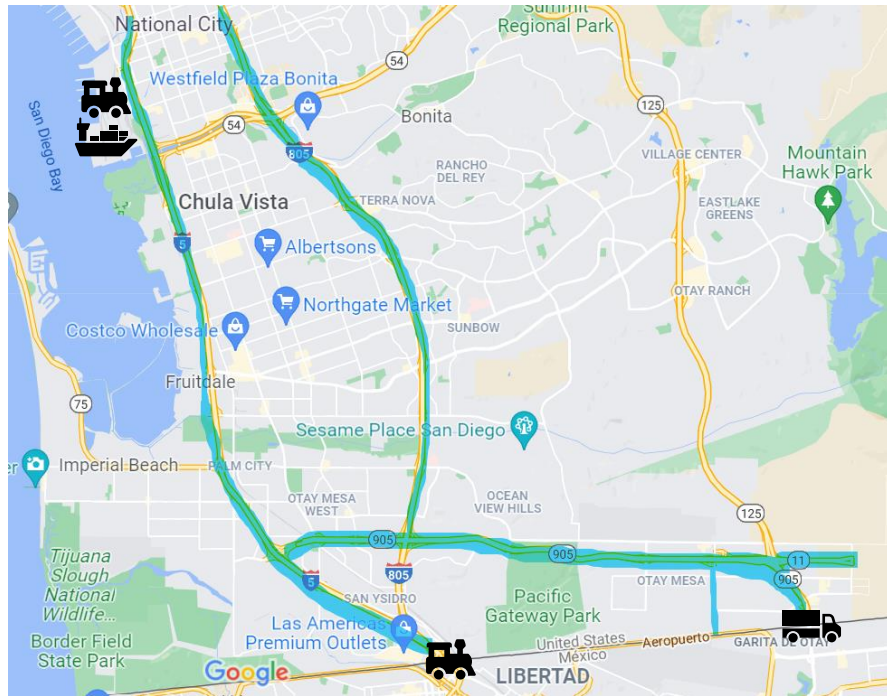 National City
Summit
Regional Park
54
Westfield Plaza Bonita
125
San Diego Bay
54
Bonita
805
VILLAGE CENTER
Mountain
Hawk Park
RANCHO
DEL REY
Chula Vista
TERRA NOVA
EASTLAKE
GREENS
5
Albertsons
OTAY RANCH
Northgate Market
Costco Wholesale
SUNBOW
Fruitdale
75
Sesame Place San Diego
Imperial Beach
PALM CITY
OTAY MESA
WEST
OCEAN
VIEW HILLS
125
905
905
11
Tijuana
Slough
National
Wildlife...
5
805
OTAY MESA
905
SAN YSIDRO
Pacific
Gateway Park
Las Americas
Premium Outlets
Border Field
State Park
United States
México
Aeropuerto
GARITA DE OTAY
Google
LIBERTAD